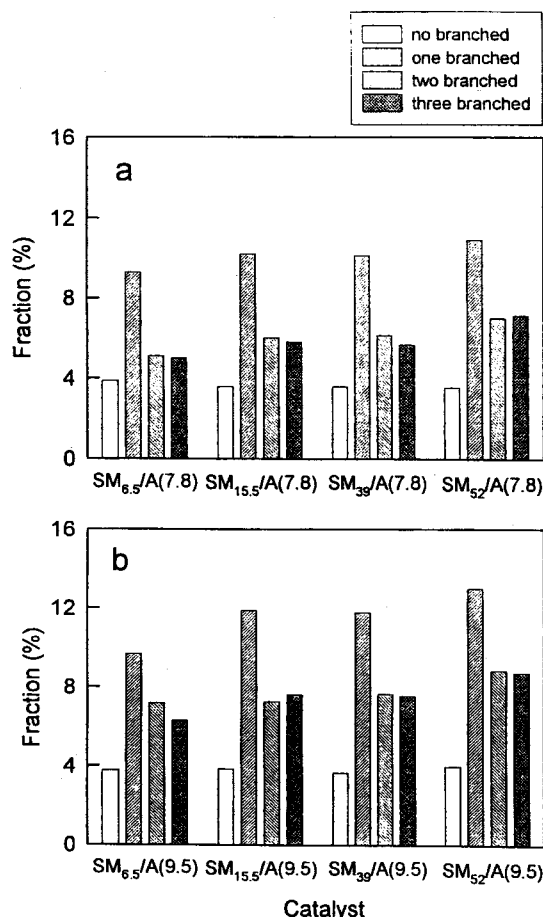 no branched
one branched
two branched
three branched
16
12
8
4
0
a
Fraction (%)
SM6.5/A(7.8) SM15.5/A(7.8) SM39/A(7.8) SM52/A(7.8)
16
12
8
4
0
b
Fraction (%)
SM6.5/A(9.5) SM15.5/A(9.5) SM39/A(9.5) SM52/A(9.5)
Catalyst